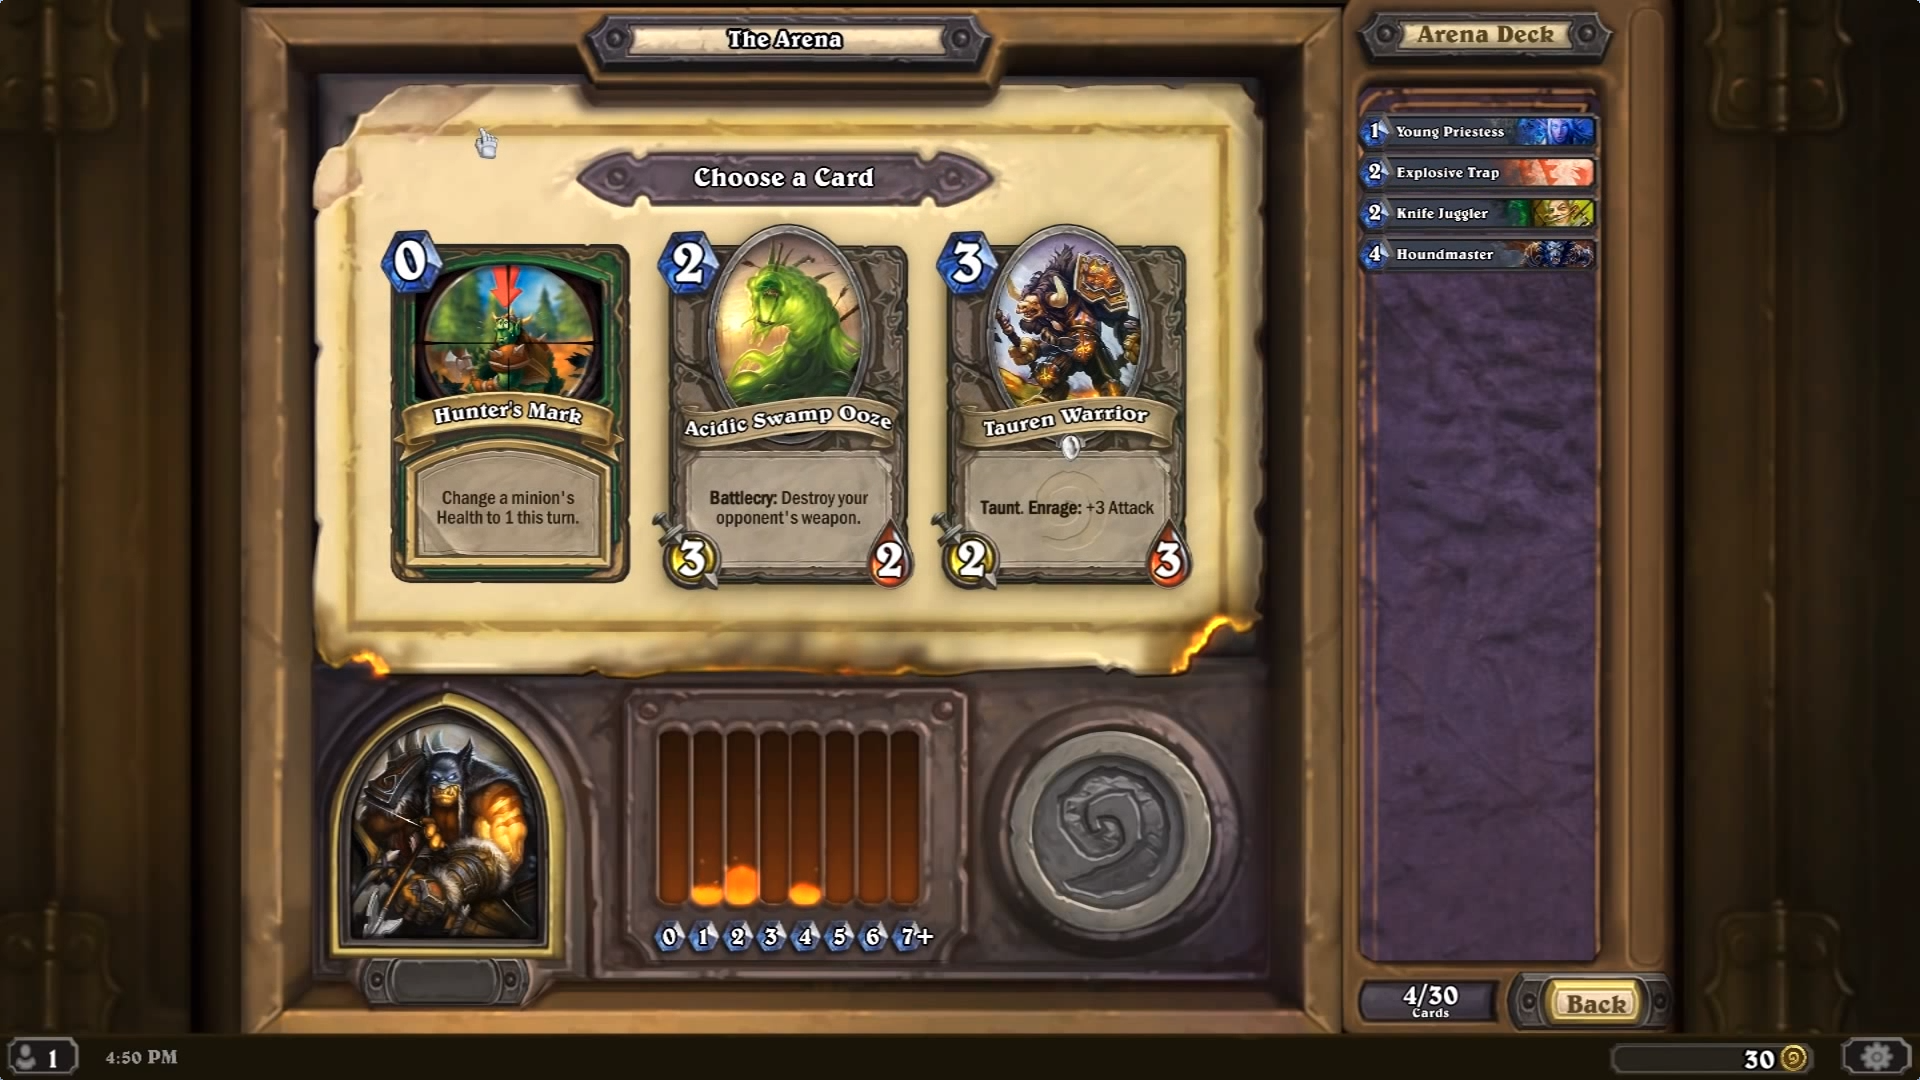 The Arena
Arena Deck
Choose a Card
0
Hunter's Mark
Change a minion's
Health to 1 this turn.
2
Acidic Swamp Ooze
Battlecry: Destroy your
opponent's weapon.
3
2
3
Tauren Warrior
Taunt. Enrage: +3 Attack
2
3
1 Young Priestess
2 Explosive Trap
2 Knife Juggler
4 Houndmaster
0 1 2 3 4 5 6 7+
4/30
Cards
Back
1
4:50 PM
30